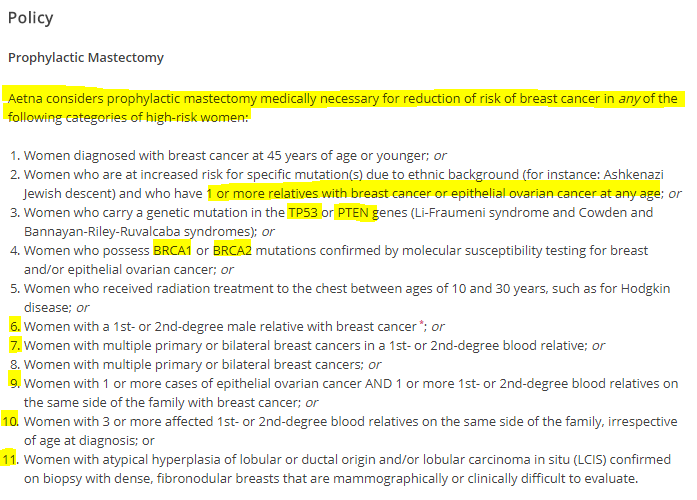 Policy
Prophylactic Mastectomy
Aetna considers prophylactic mastectomy medically necessary for reduction of risk of breast cancer in any of the
following categories of high-risk women:
1. Women diagnosed with breast cancer at 45 years of age or younger; or
2. Women who are at increased risk for specific mutation(s) due to ethnic background (for instance: Ashkenazi
Jewish descent) and who have 1 or more relatives with breast cancer or epithelial ovarian cancer at any age; or
3. Women who carry a genetic mutation in the TP53 or PTEN genes (Li-Fraumeni syndrome and Cowden and
Bannayan-Riley-Ruvalcaba syndromes); or
4. Women who possess BRCA1 or BRCA2 mutations confirmed by molecular susceptibility testing for breast
and/or epithelial ovarian cancer; or
5. Women who received radiation treatment to the chest between ages of 10 and 30 years, such as for Hodgkin
disease; or
6. Women with a 1st- or 2nd-degree male relative with breast cancer*; or
7. Women with multiple primary or bilateral breast cancers in a 1st- or 2nd-degree blood relative; or
8. Women with multiple primary or bilateral breast cancers; or
9. Women with 1 or more cases of epithelial ovarian cancer AND 1 or more 1st- or 2nd-degree blood relatives on
the same side of the family with breast cancer; or
10. Women with 3 or more affected 1st- or 2nd-degree blood relatives on the same side of the family, irrespective
of age at diagnosis; or
11. Women with atypical hyperplasia of lobular or ductal origin and/or lobular carcinoma in situ (LCIS) confirmed
on biopsy with dense, fibronodular breasts that are mammographically or clinically difficult to evaluate.